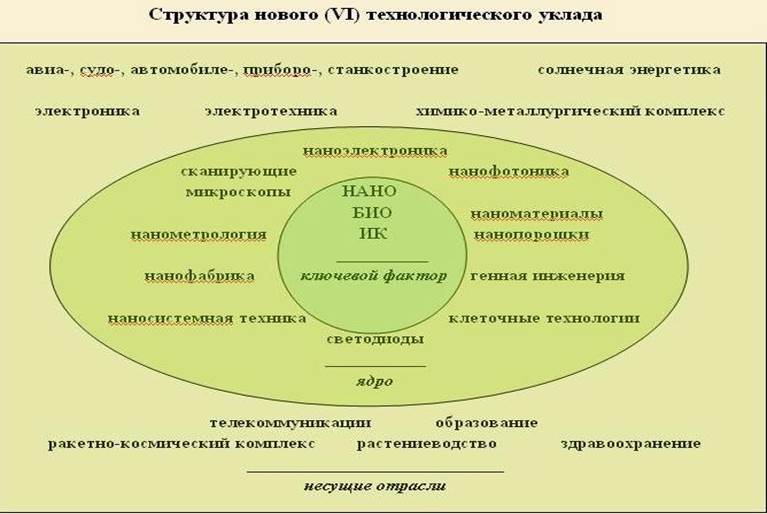 Структура нового (VI) технологического уклада
авиа-, судо-, автомобиле-, приборо-, станкостроение солнечная энергетика
электроника электротехника химико-металлургический комплекс
наноэлектроника
сканирующие нанофотоника
микроскопы НАНО
БИО наноматериалы
нанометрология ИК нанопорошки
нанофабрика ключевой фактор генная инженерия
наносистемная техника клеточные технологии
светодиоды
ядро
телекоммуникации образование
ракетно-космический комплекс растениеводство здравоохранение
несущие отрасли